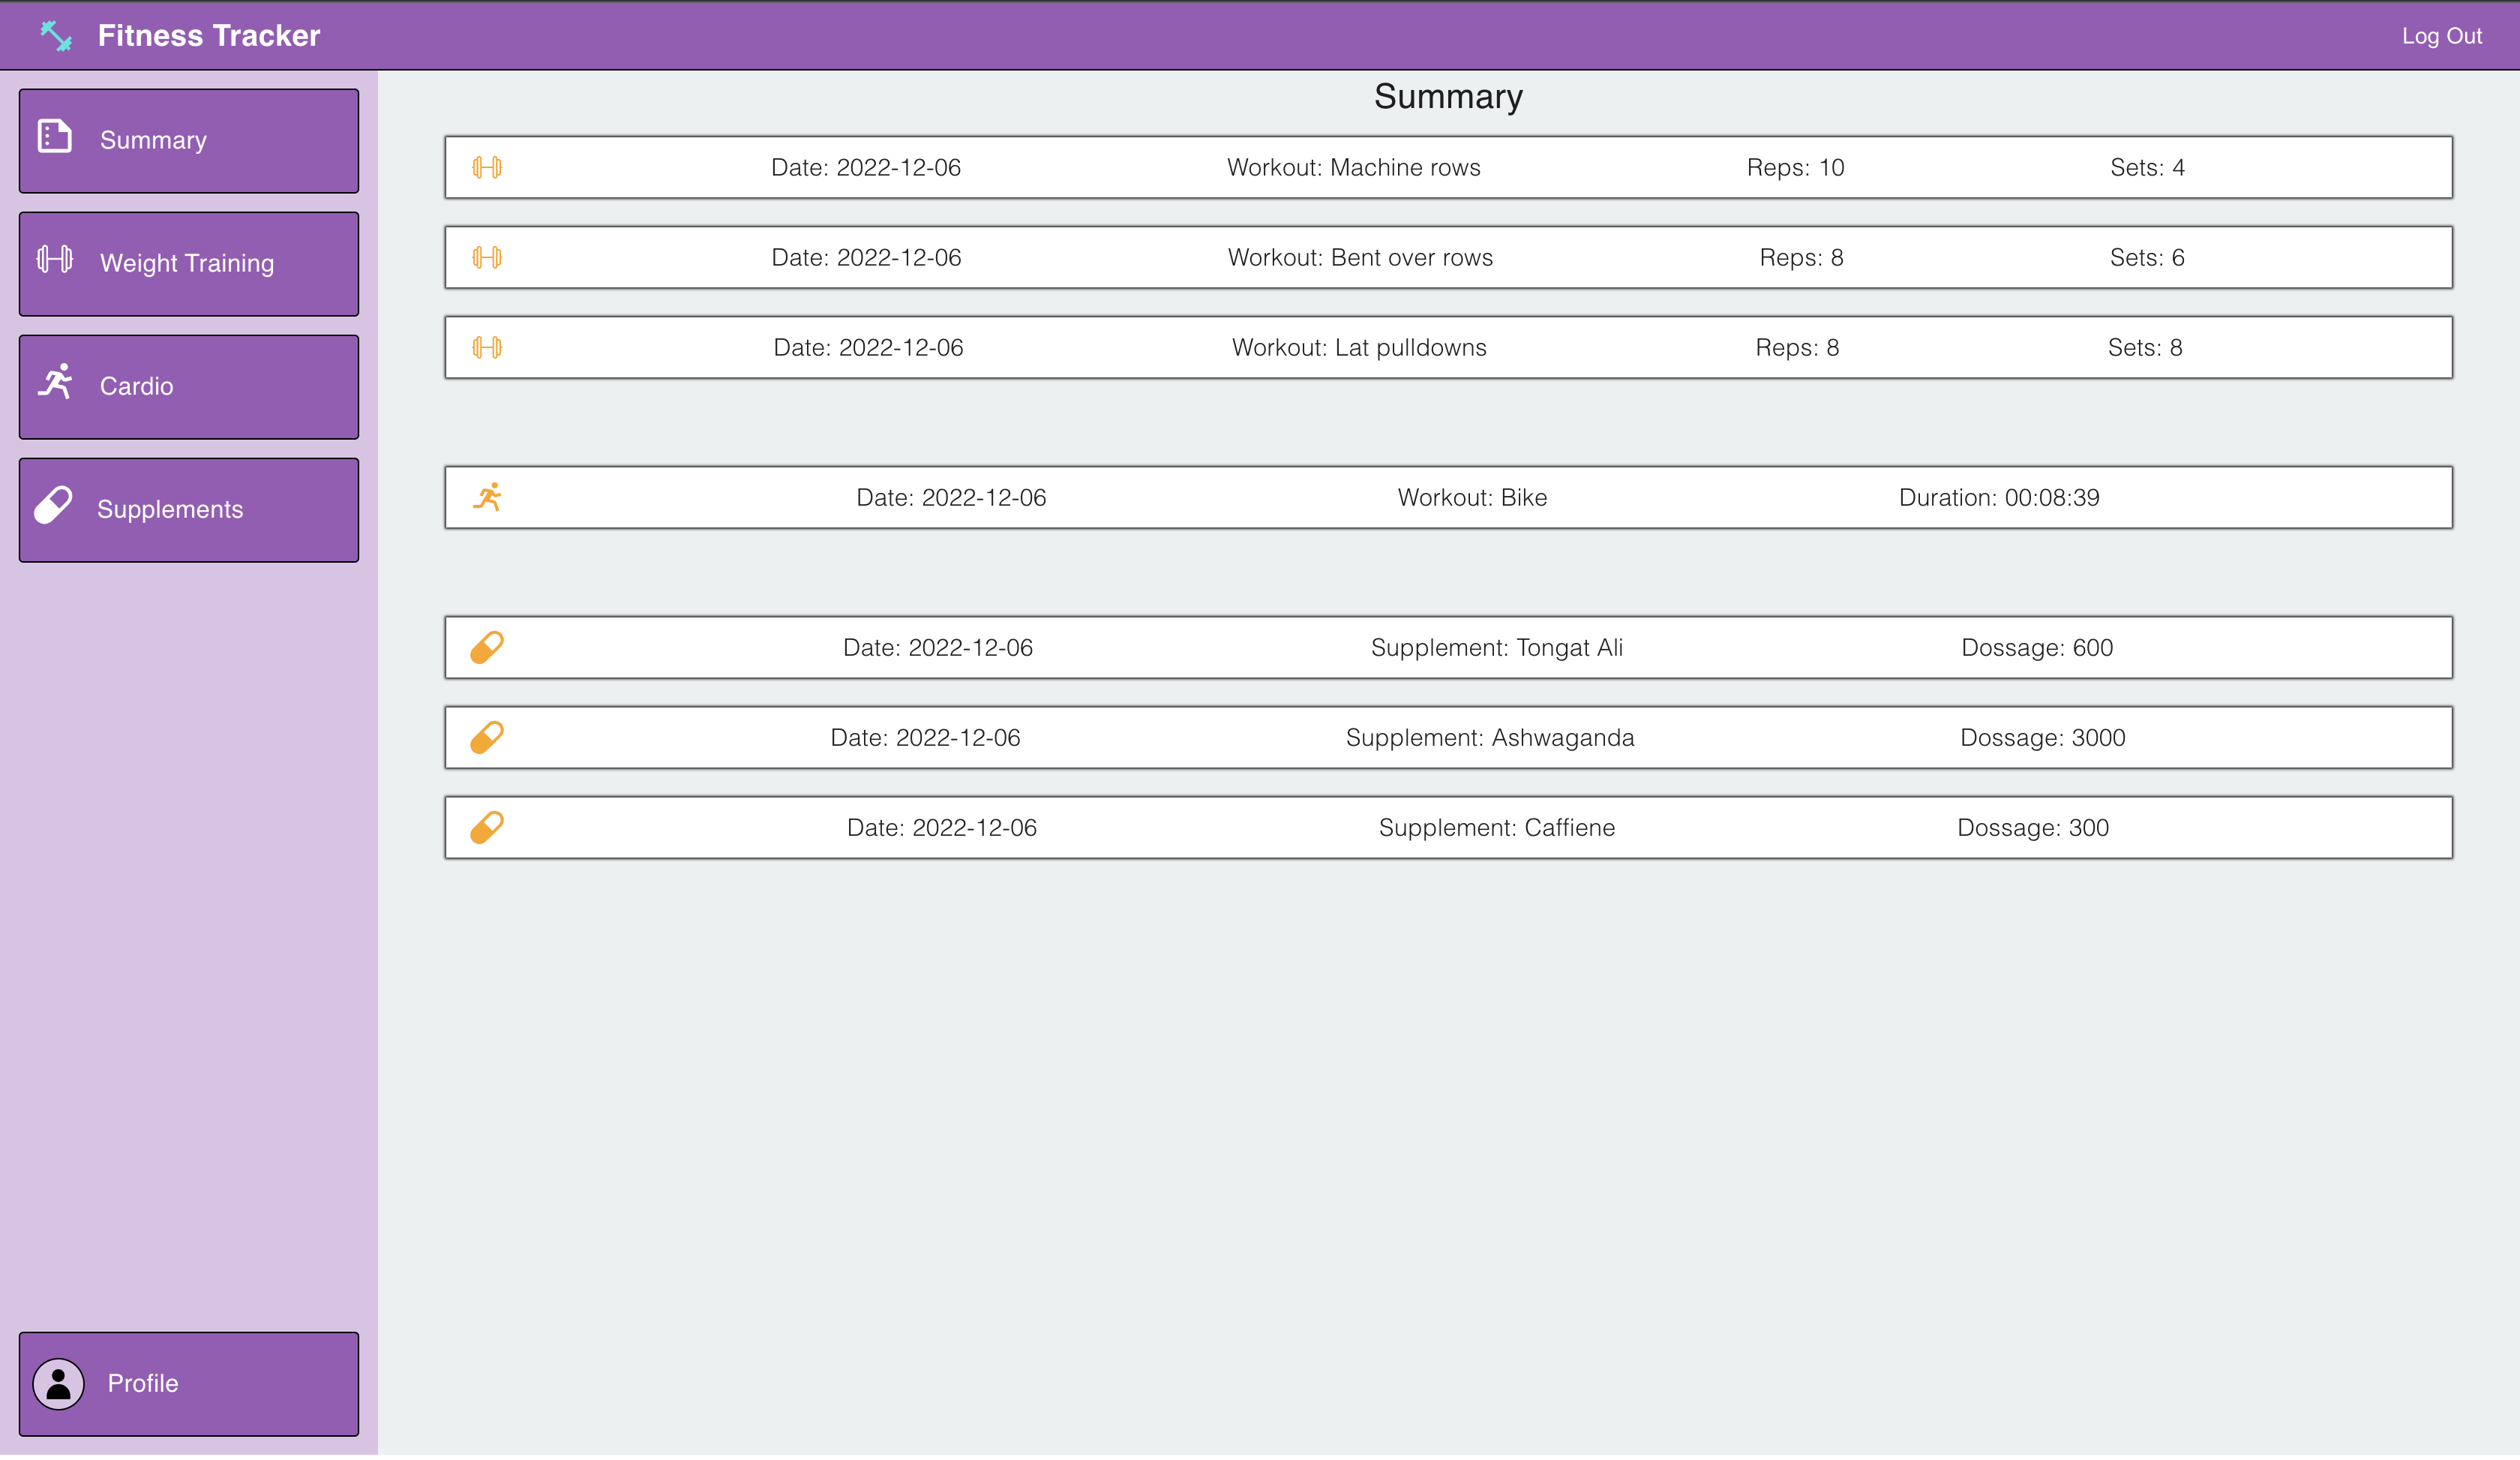 Fitness Tracker
Log Out
Summary
Weight Training
Cardio
Supplements
Profile
Summary
Date: 2022-12-06 Workout: Machine rows Reps: 10 Sets: 4
Date: 2022-12-06 Workout: Bent over rows Reps: 8 Sets: 6
Date: 2022-12-06 Workout: Lat pulldowns Reps: 8 Sets: 8
Date: 2022-12-06 Workout: Bike Duration: 00:08:39
Date: 2022-12-06 Supplement: Tongat Ali Dossage: 600
Date: 2022-12-06 Supplement: Ashwaganda Dossage: 3000
Date: 2022-12-06 Supplement: Caffiene Dossage: 300